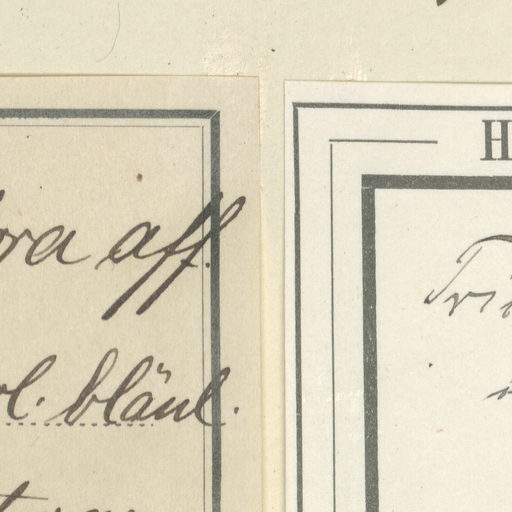 ora aff.
l. bläul.
H
Tri